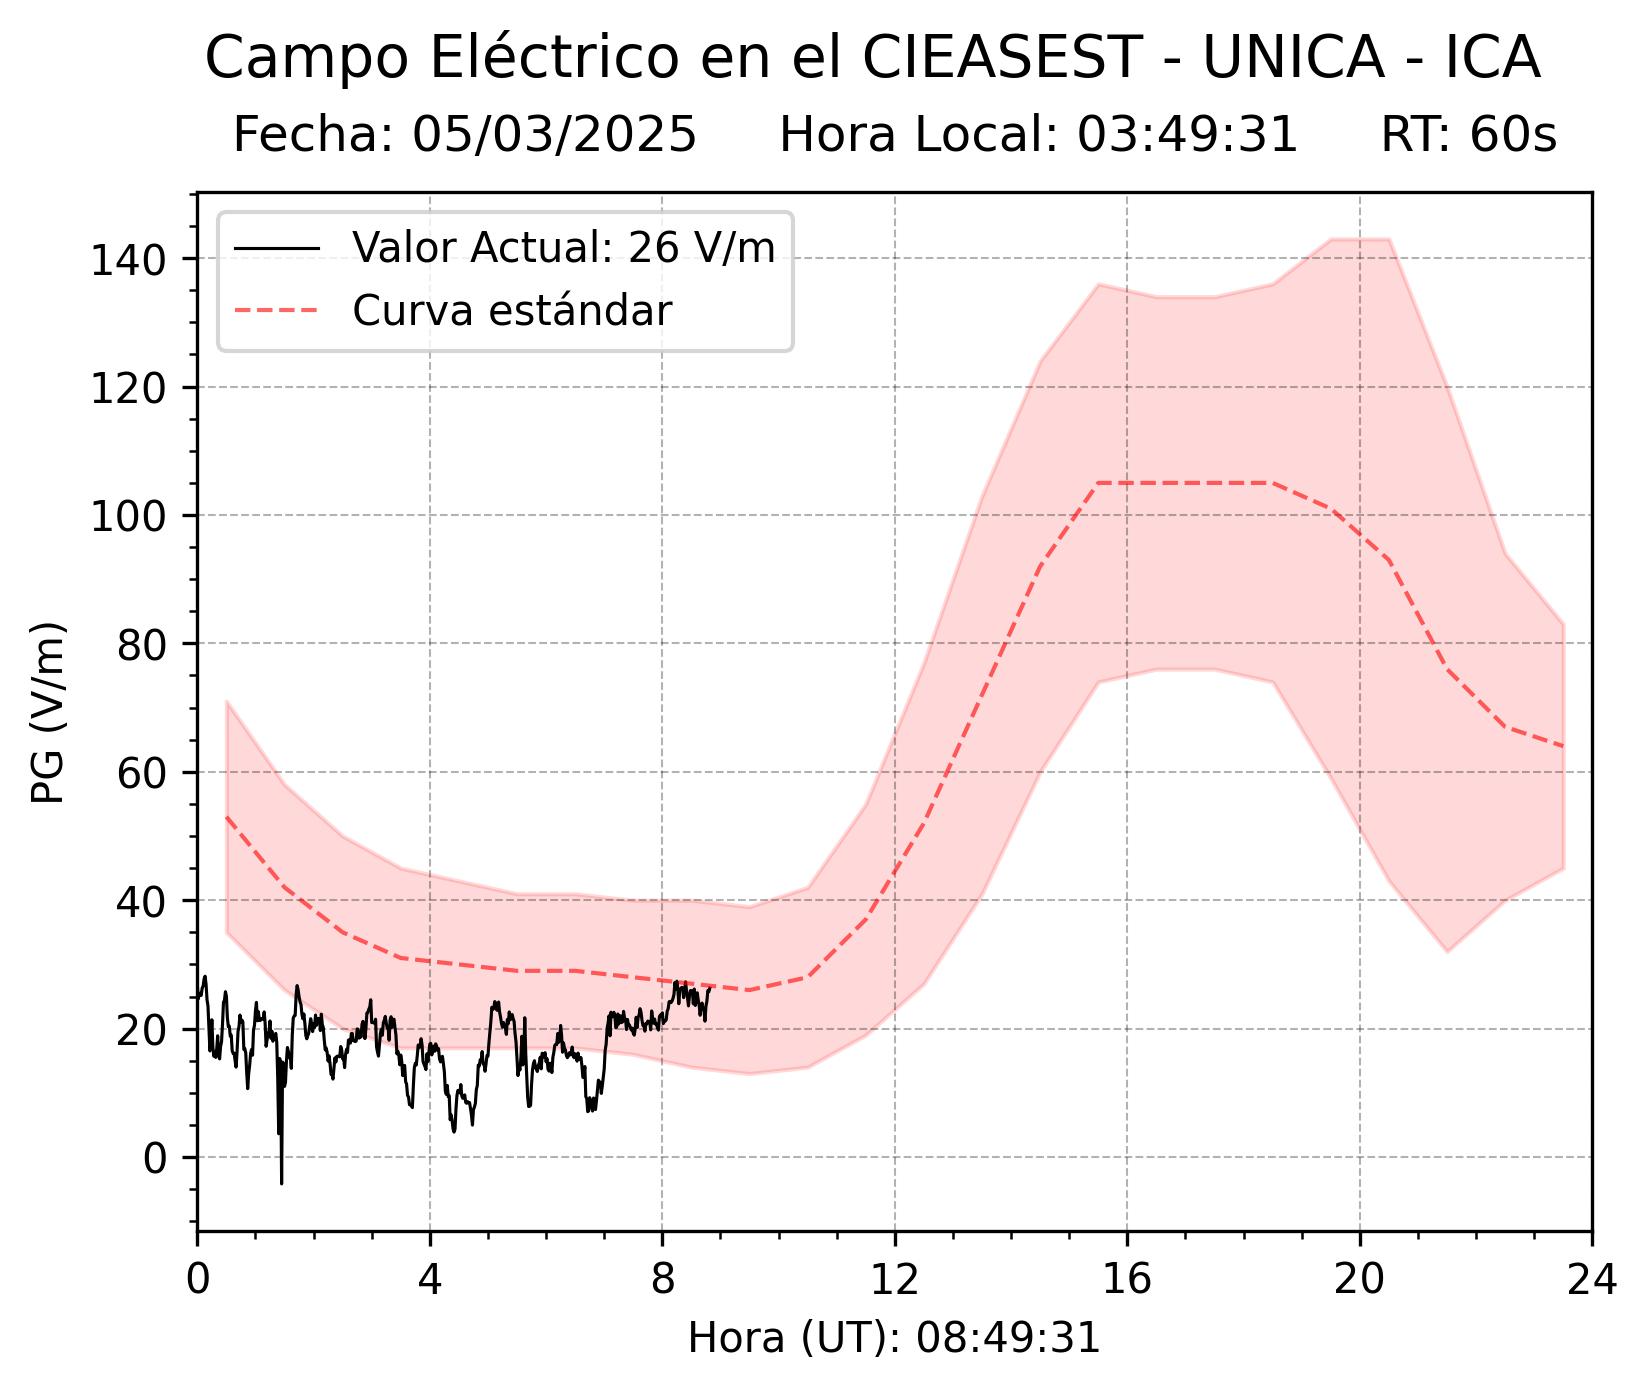 Campo Eléctrico en el CIEASEST - UNICA - ICA
Fecha: 05/03/2025 Hora Local: 03:49:31 RT: 60s
Valor Actual: 26 V/m
Curva estándar
PG (V/m)
140
120
100
80
60
40
20
0
0 4 8 12 16 20 24
Hora (UT): 08:49:31